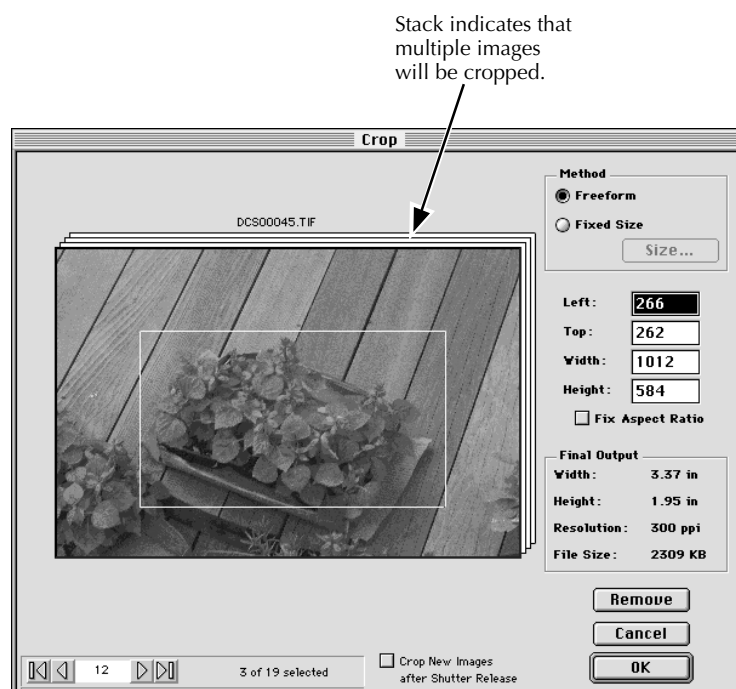 Stack indicates that
multiple images
will be cropped.
Crop
DCS00045.TIF
Method
Freeform
Fixed Size
Size...
Left: 266
Top: 262
Width: 1012
Height: 584
Fix Aspect Ratio
Final Output
Width: 3.37 in
Height: 1.95 in
Resolution: 300 ppi
File Size: 2309 KB
Remove
Cancel
OK
12
3 of 19 selected
Crop New Images
after Shutter Release